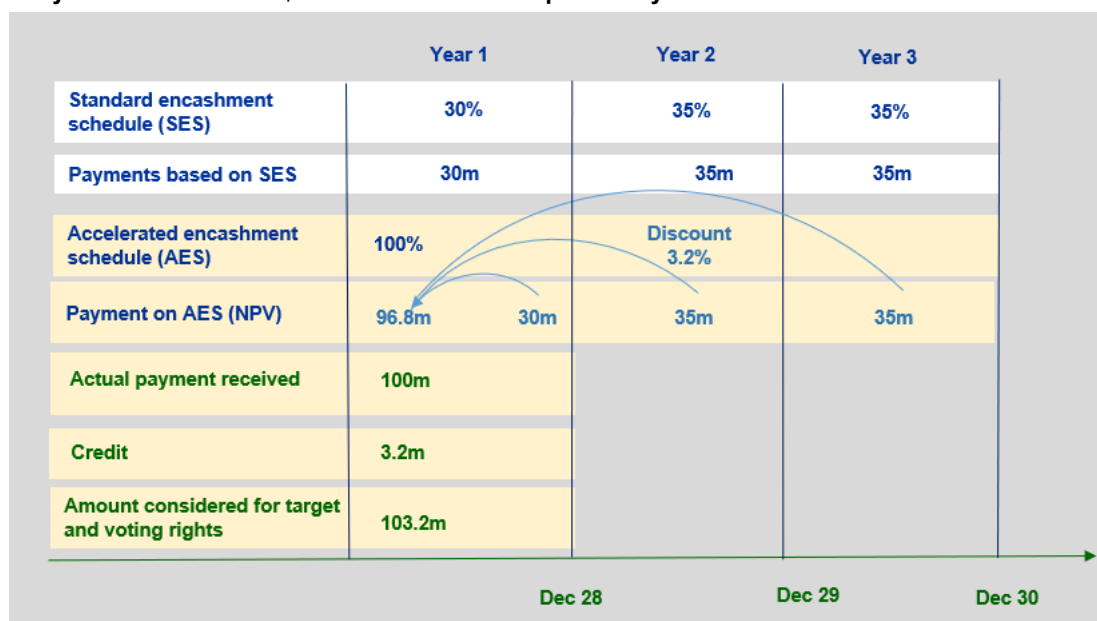 Year 1 Year 2 Year 3
Standard encashment
schedule (SES)
30% 35% 35%
Payments based on SES 30m 35m 35m
Accelerated encashment
schedule (AES)
100%
Discount
3.2%
Payment on AES (NPV) 96.8m 30m 35m 35m
Actual payment received 100m
Credit 3.2m
Amount considered for target
and voting rights
103.2m
Dec 28 Dec 29 Dec 30